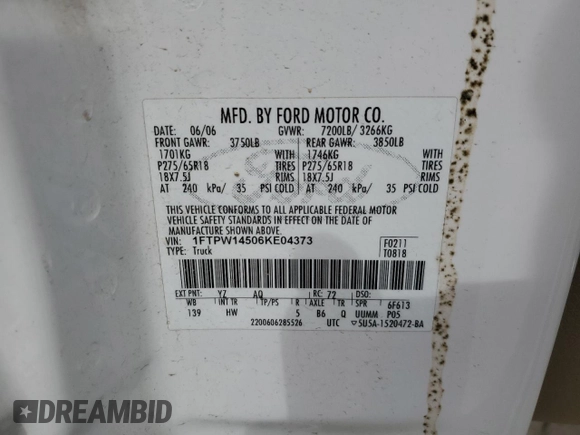 MFD. BY FORD MOTOR CO.
DATE: 06/06 GVWR: 7200LB/ 3266KG
FRONT GAWR: 3750LB REAR GAWR: 3850LB
1701KG WITH 1746KG WITH
P275/65R18 TIRES P275/65R18 TIRES
18X7.5J RIMS 18X7.5J RIMS
AT 240 kPa/ 35 PSI COLD AT 240 kPa/ 35 PSI COLD
THIS VEHICLE CONFORMS TO ALL APPLICABLE FEDERAL MOTOR
VEHICLE SAFETY STANDARDS IN EFFECT ON THE DATE OF
MANUFACTURE SHOWN ABOVE.
VIN: 1FTPW14506KE04373 F0211
TYPE: Truck T0818
EXT PNT: YZ AQ RC: 72 DSO:
WB INT TR TP/PS R AXLE TR SPR 6F613
139 HW 5 B6 Q UUMM P05
2200606285526 UTC ▽5U5A-1520472-BA
DREAMBID